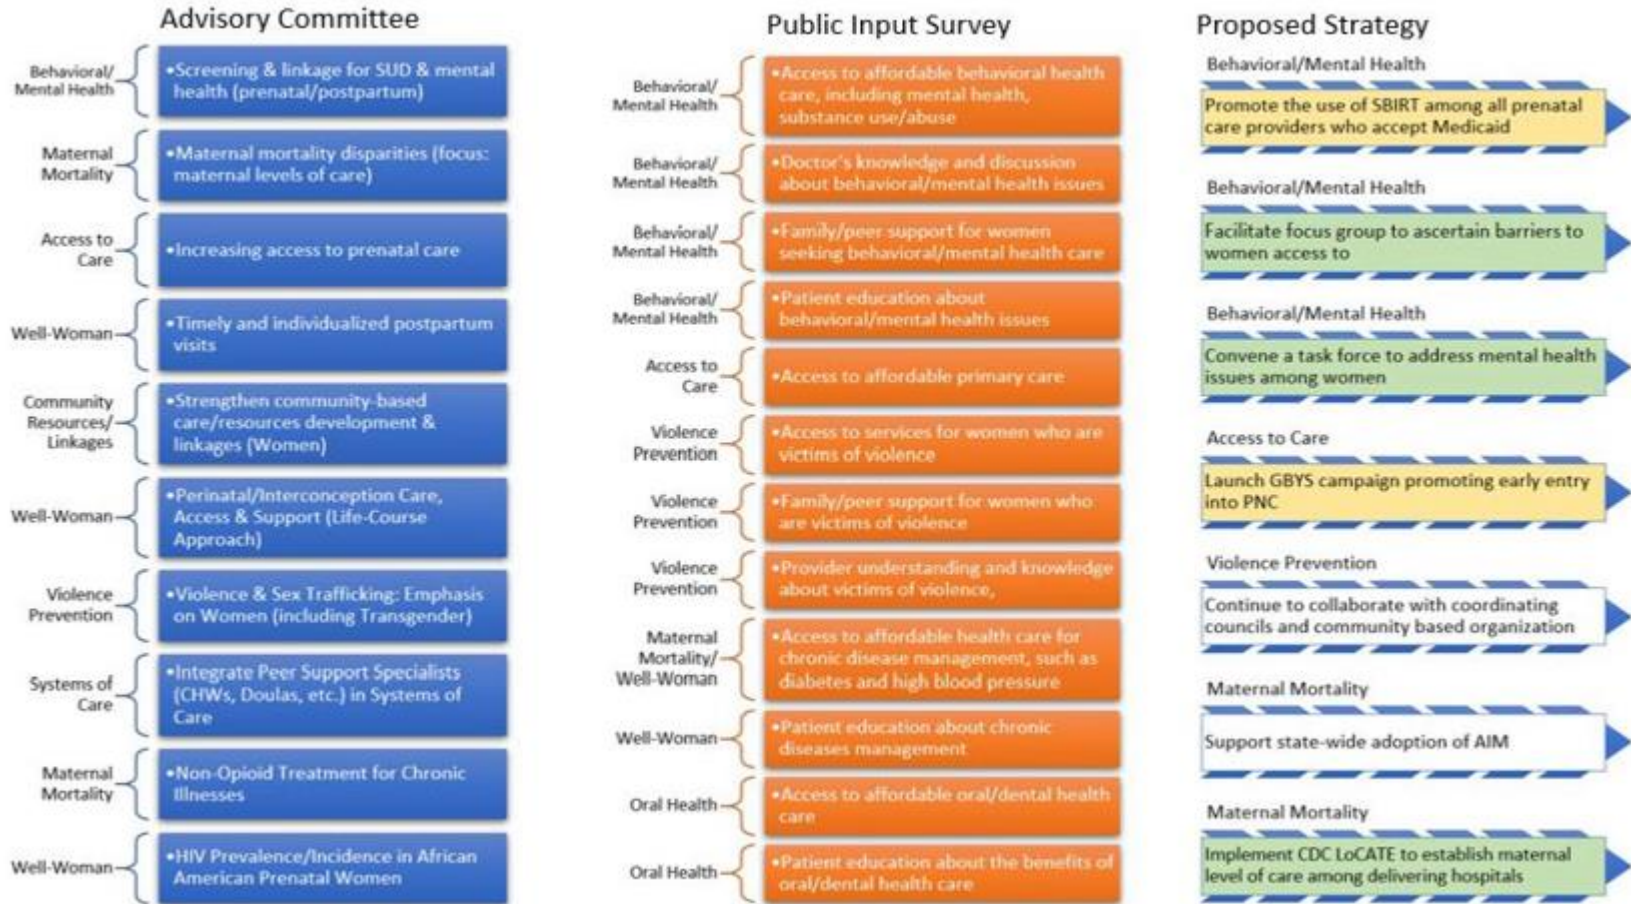 Advisory Committee
Behavioral/
Mental Health
•Screening & linkage for SUD & mental
health (prenatal/postpartum)
Maternal
Mortality
•Maternal mortality disparities (focus:
maternal levels of care)
Access to
Care
•Increasing access to prenatal care
Well-Woman
•Timely and individualized postpartum
visits
Community
Resources/
Linkages
•Strengthen community-based
care/resources development &
linkages (Women)
Well-Woman
•Perinatal/Interconception Care,
Access & Support (Life-Course
Approach)
Violence
Prevention
•Violence & Sex Trafficking: Emphasis
on Women (including Transgender)
Systems of
Care
•Integrate Peer Support Specialists
(CHWs, Doulas, etc.) in Systems of
Care
Maternal
Mortality
•Non-Opioid Treatment for Chronic
Illnesses
Well-Woman
•HIV Prevalence/Incidence in African
American Prenatal Women
Public Input Survey
Behavioral/
Mental Health
•Access to affordable behavioral health
care, including mental health,
substance use/abuse
Behavioral/
Mental Health
•Doctor's knowledge and discussion
about behavioral/mental health issues
Behavioral/
Mental Health
•Family/peer support for women
seeking behavioral/mental health care
Behavioral/
Mental Health
•Patient education about
behavioral/mental health issues
Access to
Care
•Access to affordable primary care
Violence
Prevention
•Access to services for women who are
victims of violence
Violence
Prevention
•Family/peer support for women who
are victims of violence
Violence
Prevention
•Provider understanding and knowledge
about victims of violence,
Maternal
Mortality/
Well-Woman
•Access to affordable health care for
chronic disease management, such as
diabetes and high blood pressure
Well-Woman
•Patient education about chronic
diseases management
Oral Health
•Access to affordable oral/dental health
care
Oral Health
•Patient education about the benefits of
oral/dental health care
Proposed Strategy
Behavioral/Mental Health
Promote the use of SBIRT among all prenatal
care providers who accept Medicaid
Behavioral/Mental Health
Facilitate focus group to ascertain barriers to
women access to
Behavioral/Mental Health
Convene a task force to address mental health
issues among women
Access to Care
Launch GBYS campaign promoting early entry
into PNC
Violence Prevention
Continue to collaborate with coordinating
councils and community based organization
Maternal Mortality
Support state-wide adoption of AIM
Maternal Mortality
Implement CDC LoCATE to establish maternal
level of care among delivering hospitals